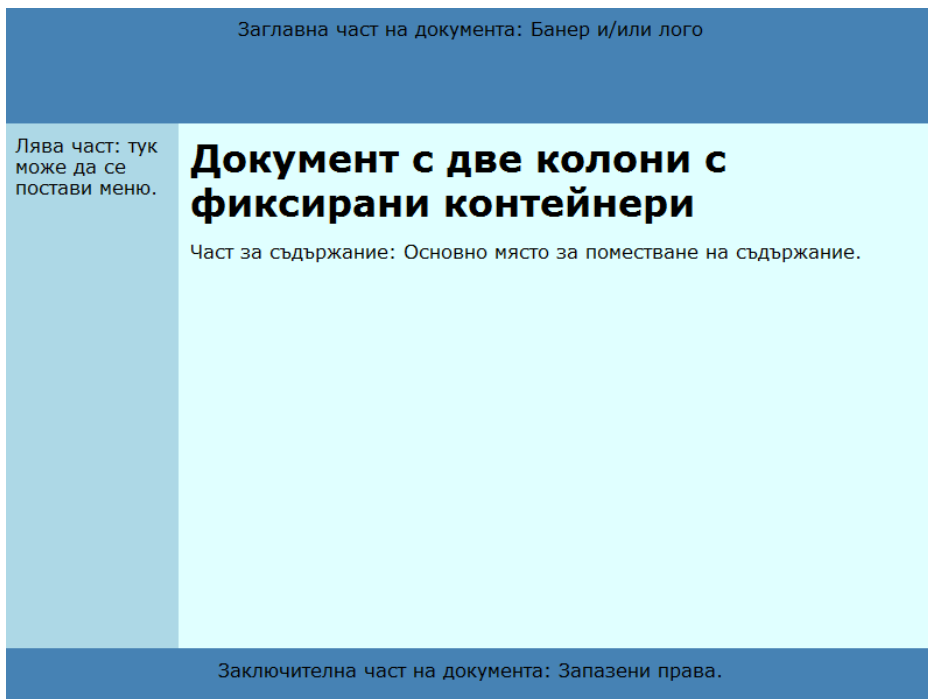 Заглавна част на документа: Банер и/или лого
Лява част: тук
може да се
постави меню.
Документ с две колони с
фиксирани контейнери
Част за съдържание: Основно място за поместване на съдържание.
Заключителна част на документа: Запазени права.